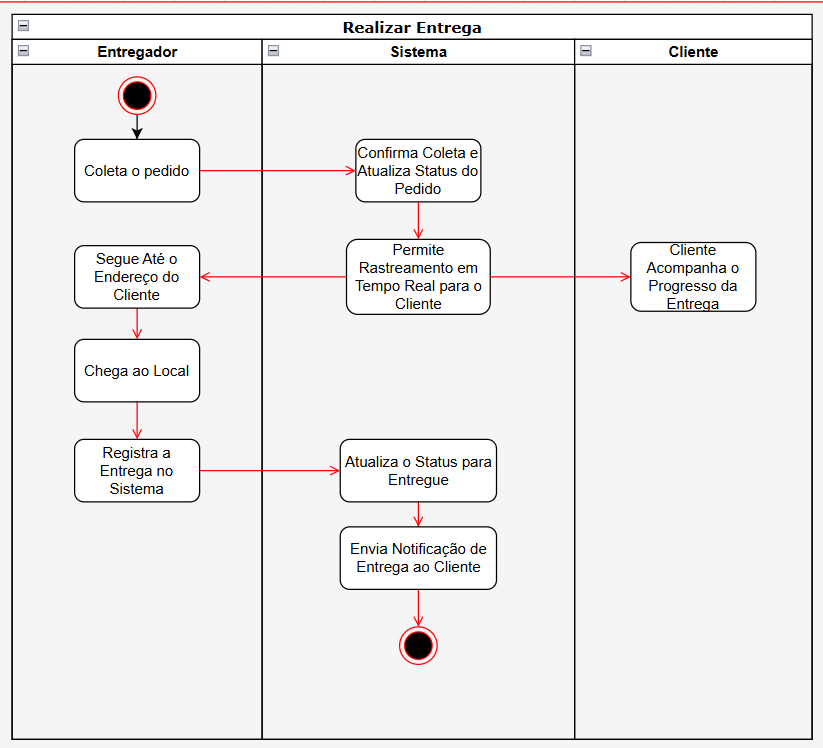 Realizar Entrega
Entregador
Sistema
Cliente
Coleta o pedido
Confirma Coleta e
Atualiza Status do
Pedido
Segue Até o
Endereço do
Cliente
Permite
Rastreamento em
Tempo Real para o
Cliente
Cliente
Acompanha o
Progresso da
Entrega
Chega ao Local
Registra a
Entrega no
Sistema
Atualiza o Status para
Entregue
Envia Notificação de
Entrega ao Cliente